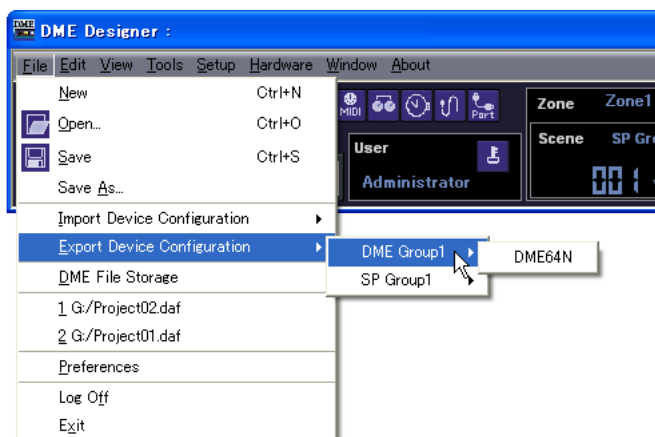 DME Designer :
File Edit View Tools Setup Hardware Window About
New Ctrl+N
Open... Ctrl+O
Save Ctrl+S
Save As...
Import Device Configuration
Export Device Configuration
DME File Storage
1 G:/Project02.daf
2 G:/Project01.daf
Preferences
Log Off
Exit
DME Group1
SP Group1
DME64N
MIDI
Port
User
Administrator
Zone Zone1
Scene SP Gr
001